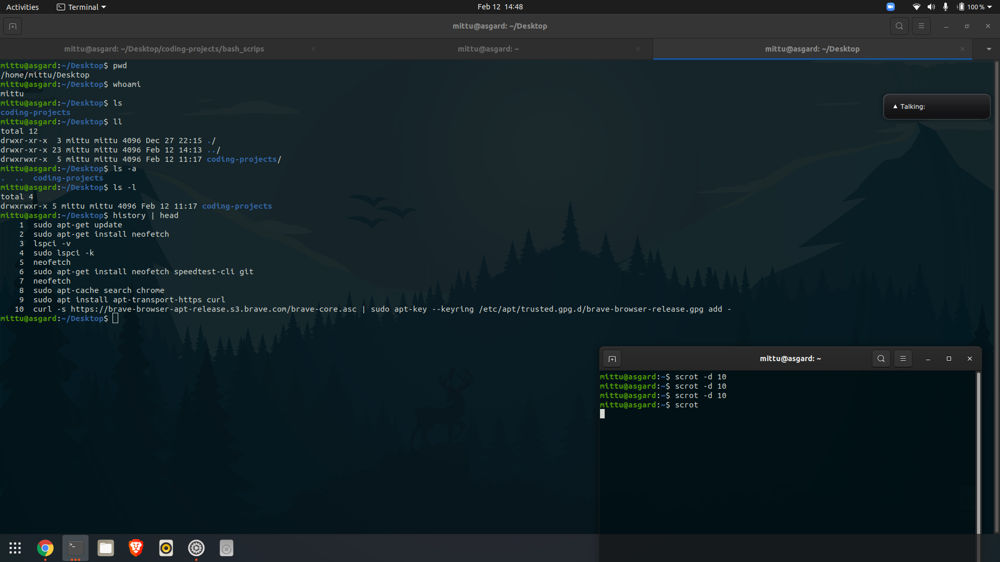 Activities
Terminal
Feb 12 14:48
100 %
mittu@asgard: ~/Desktop
mittu@asgard: ~/Desktop/coding-projects/bash_scrips
mittu@asgard: ~
mittu@asgard: ~/Desktop
mittu@asgard:~/Desktop$ pwd
/home/mittu/Desktop
mittu@asgard:~/Desktop$ whoami
mittu
mittu@asgard:~/Desktop$ ls
coding-projects
mittu@asgard:~/Desktop$ ll
total 12
drwxr-xr-x  3 mittu mittu 4096 Dec 27 22:15 ./
drwxr-xr-x 23 mittu mittu 4096 Feb 12 14:13 ../
drwxrwxr-x  5 mittu mittu 4096 Feb 12 11:17 coding-projects/
mittu@asgard:~/Desktop$ ls -a
.  ..  coding-projects
mittu@asgard:~/Desktop$ ls -l
total 4
drwxrwxr-x 5 mittu mittu 4096 Feb 12 11:17 coding-projects
mittu@asgard:~/Desktop$ history | head
1  sudo apt-get update
2  sudo apt-get install neofetch
3  lspci -v
4  sudo lspci -k
5  neofetch
6  sudo apt-get install neofetch speedtest-cli git
7  neofetch
8  sudo apt-cache search chrome
9  sudo apt install apt-transport-https curl
10  curl -s https://brave-browser-apt-release.s3.brave.com/brave-core.asc | sudo apt-key --keyring /etc/apt/trusted.gpg.d/brave-browser-release.gpg add -
mittu@asgard:~/Desktop$
Talking:
mittu@asgard: ~
mittu@asgard:~$ scrot -d 10
mittu@asgard:~$ scrot -d 10
mittu@asgard:~$ scrot -d 10
mittu@asgard:~$ scrot